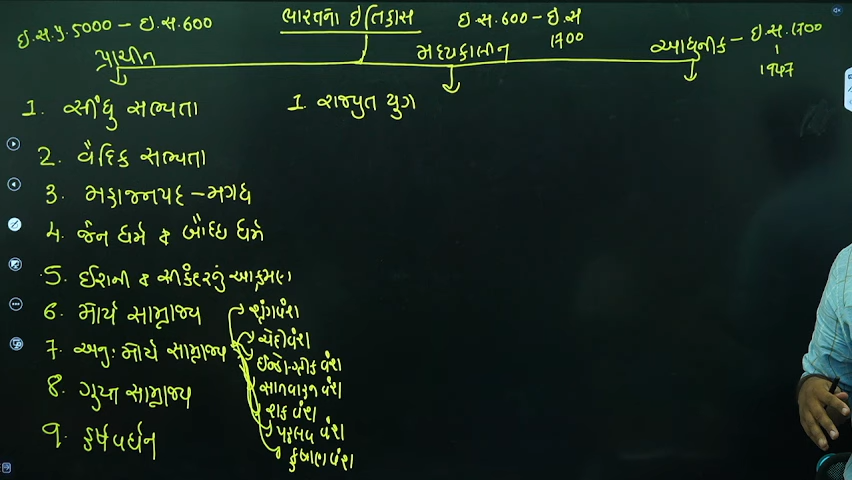 ભારતનો ઇતિહાસ
ઇ.સ.પૂ. 5000 – ઇ.સ. 600
પ્રાચીન
ઇ.સ. 600 – ઇ.સ 1700
મધ્યકાલીન
આધુનીક – ઇ.સ. 1700
1947
1. સીંધુ સભ્યતા
2. વૈદિક સભ્યતા
3. મહાજનપદ – મગધ
4. જૈન ધર્મ & બૌધ્ધ ધર્મ
5. ઈરાની & સીકંદરનું આક્રમણ
6. મૌર્ય સામ્રાજ્ય
7. અનુ: મૌર્ય સામ્રાજ્ય
8. ગુપ્ત સામ્રાજ્ય
9. હર્ષવર્ધન
શુંગવંશ
ચેદીવંશ
ઈન્ડો-ગ્રીક વંશ
સાતવાહન વંશ
શક વંશ
પહલવ વંશ
કુષાણ વંશ
1. રાજપુત યુગ